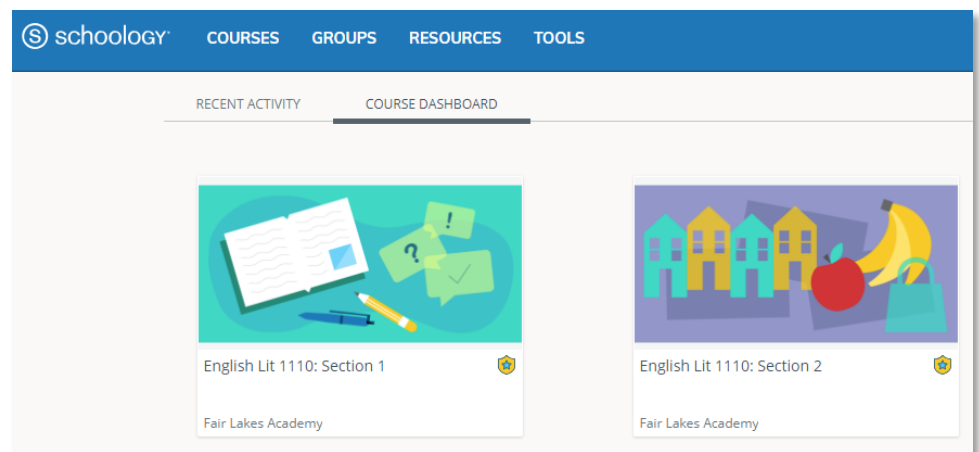 schoology COURSES GROUPS RESOURCES TOOLS
RECENT ACTIVITY COURSE DASHBOARD
! ?
English Lit 1110: Section 1 English Lit 1110: Section 2
Fair Lakes Academy Fair Lakes Academy